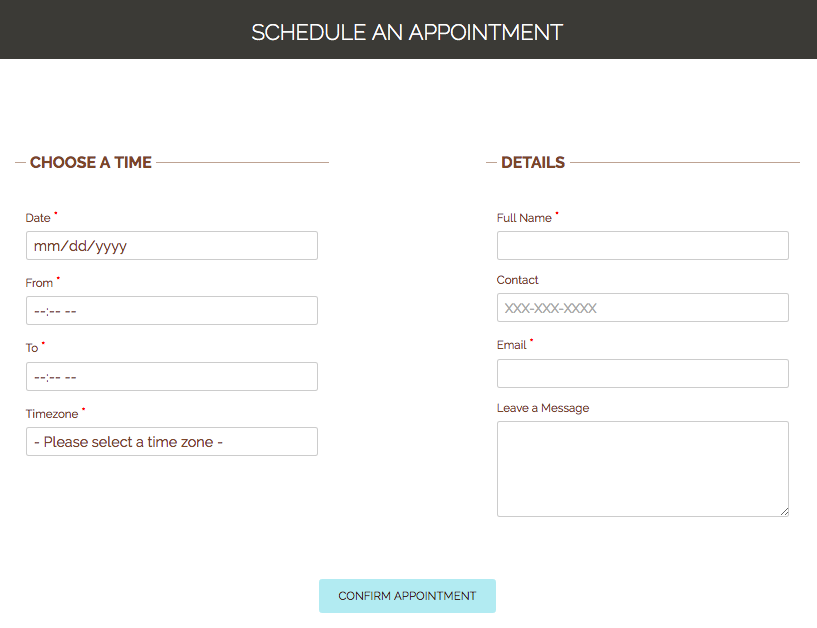 SCHEDULE AN APPOINTMENT
CHOOSE A TIME
Date *
mm/dd/yyyy
From *
--:-- --
To *
--:-- --
Timezone *
- Please select a time zone -
DETAILS
Full Name *
Contact
XXX-XXX-XXXX
Email *
Leave a Message
CONFIRM APPOINTMENT